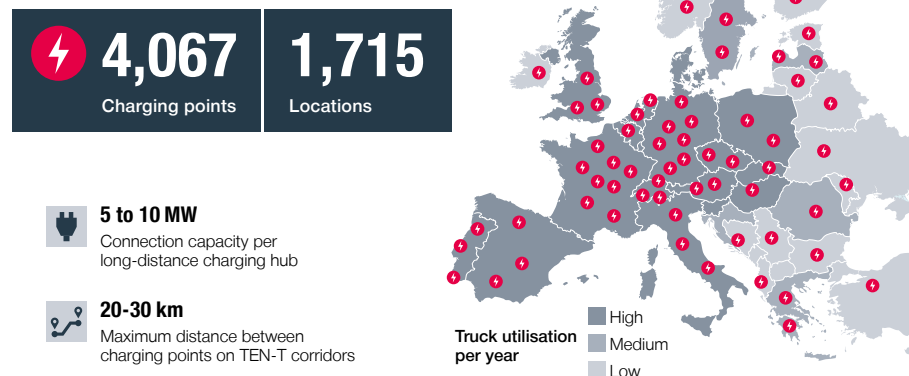 4,067
Charging points
1,715
Locations
5 to 10 MW
Connection capacity per
long-distance charging hub
20-30 km
Maximum distance between
charging points on TEN-T corridors
Truck utilisation
per year
High
Medium
Low